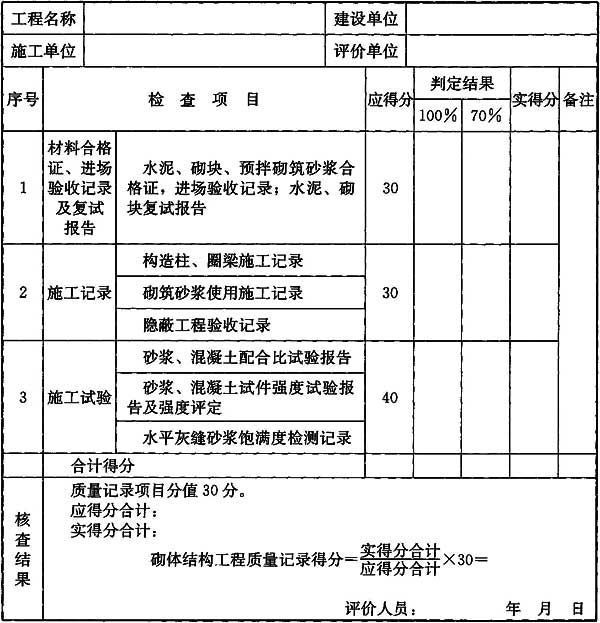 工程名称 建设单位
施工单位 评价单位
序号 检查项目 应得分 判定结果 实得分 备注
100% 70%
1 材料合格
证、进场
验收记录
及复试
报告
水泥、砌块、预拌砌筑砂浆合
格证，进场验收记录；水泥、砌
块复试报告
30
2 施工记录
构造柱、圈梁施工记录
砌筑砂浆使用施工记录
隐蔽工程验收记录
30
3 施工试验
砂浆、混凝土配合比试验报告
砂浆、混凝土试件强度试验报
告及强度评定
水平灰缝砂浆饱满度检测记录
40
合计得分
核查结果
质量记录项目分值30分。
应得分合计：
实得分合计：
砌体结构工程质量记录得分=实得分合计/应得分合计×30=
评价人员： 年 月 日